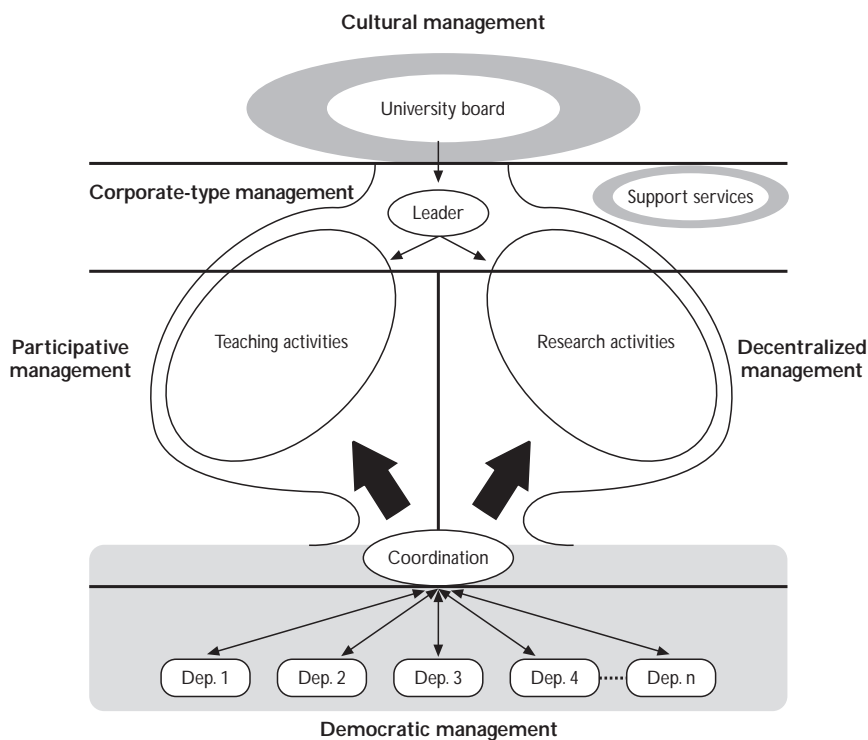 Cultural management
University board
Corporate-type management
Support services
Leader
Participative
management
Teaching activities
Research activities
Decentralized
management
Coordination
Dep. 1
Dep. 2
Dep. 3
Dep. 4
Dep. n
Democratic management